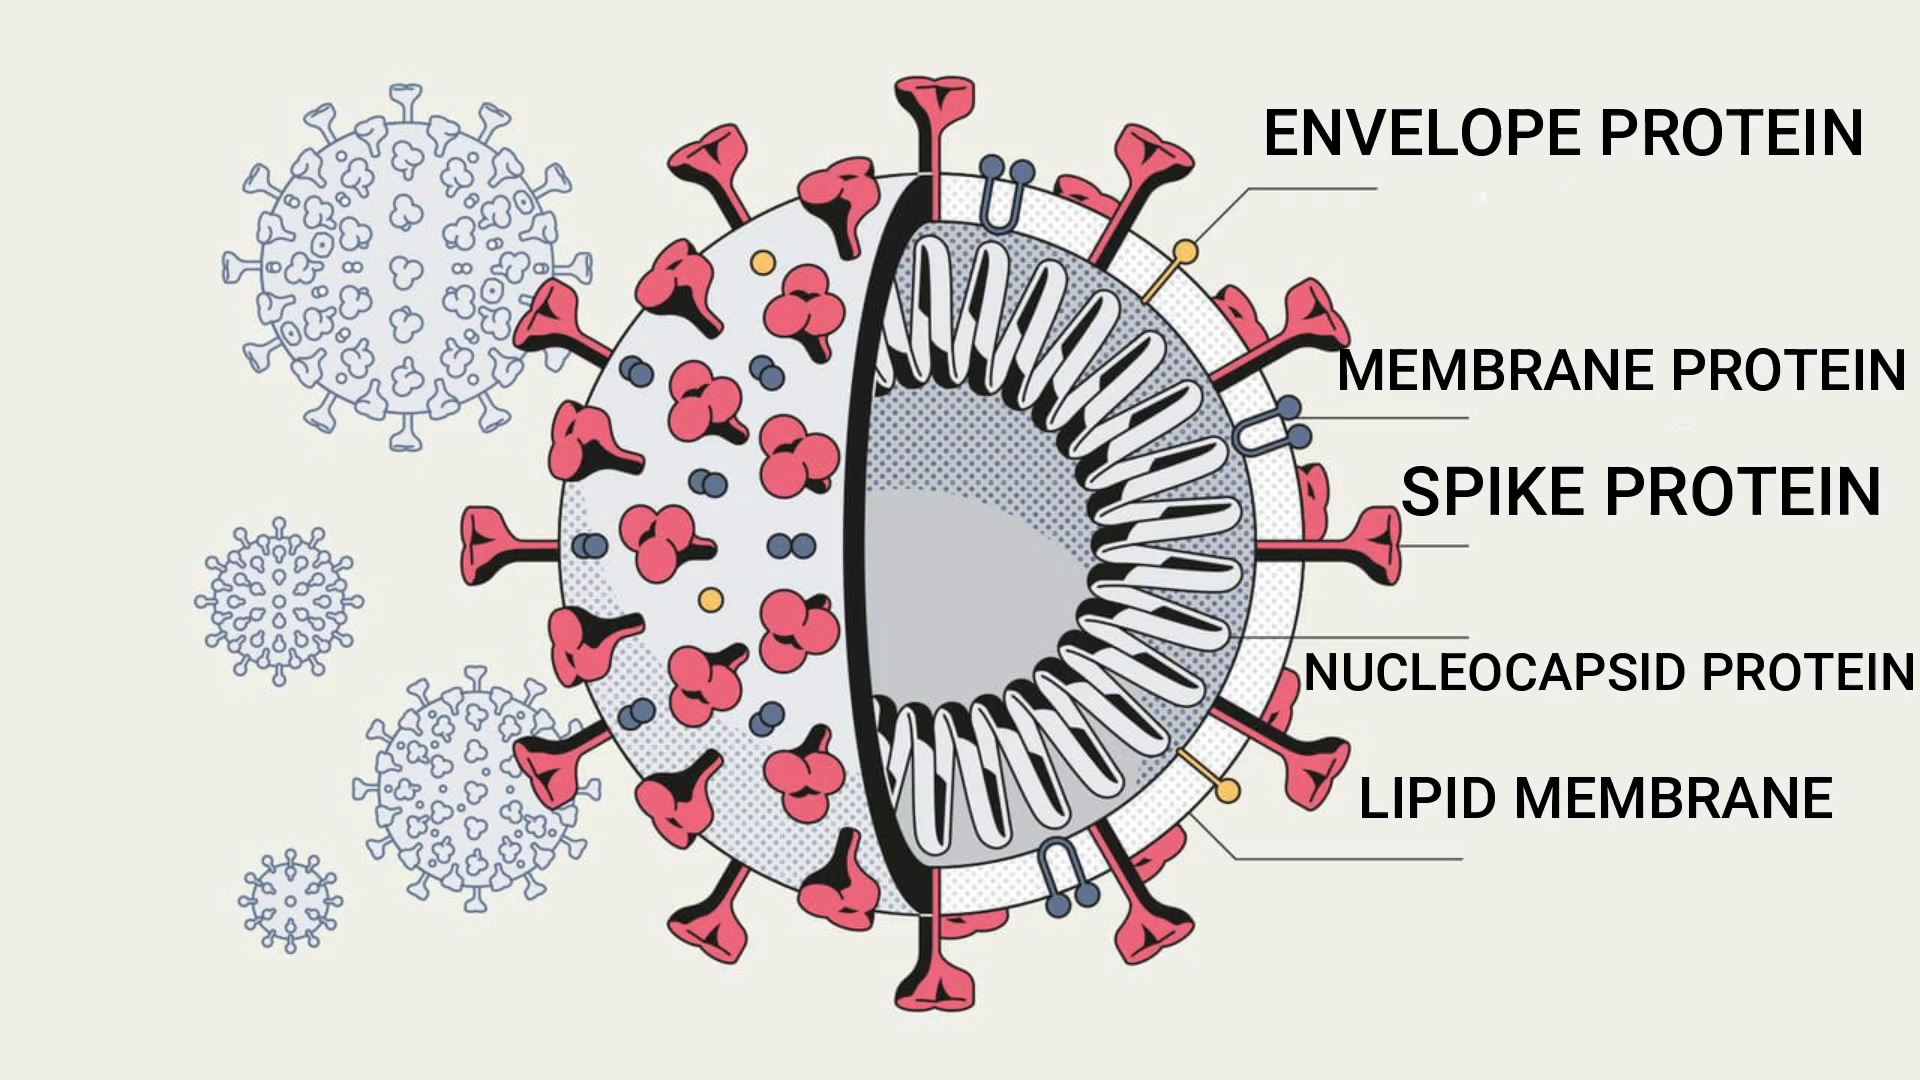 ENVELOPE PROTEIN
MEMBRANE PROTEIN
SPIKE PROTEIN
NUCLEOCAPSID PROTEIN
LIPID MEMBRANE